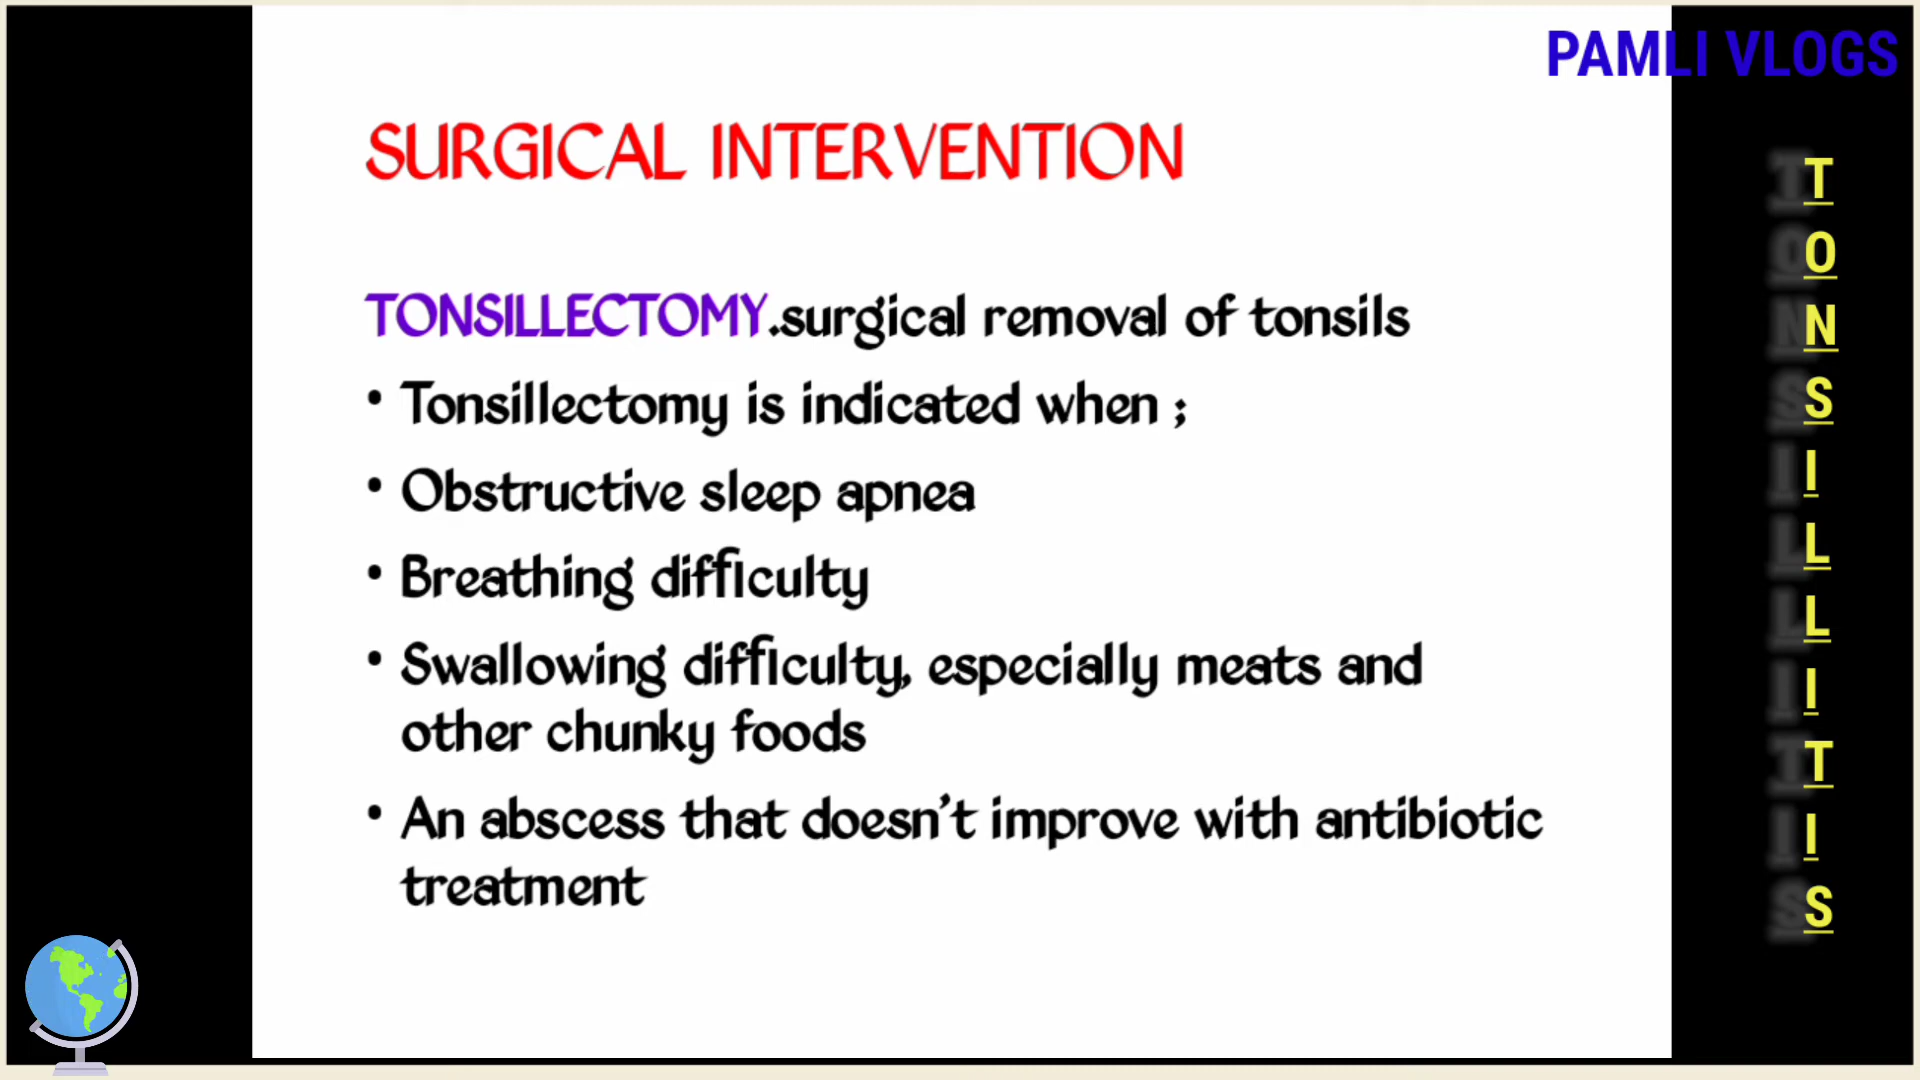 PAMLI VLOGS
SURGICAL INTERVENTION
TONSILLECTOMY.surgical removal of tonsils
• Tonsillectomy is indicated when ;
• Obstructive sleep apnea
• Breathing difficulty
• Swallowing difficulty, especially meats and
other chunky foods
• An abscess that doesn't improve with antibiotic
treatment
T
O
N
S
I
L
L
I
T
I
S